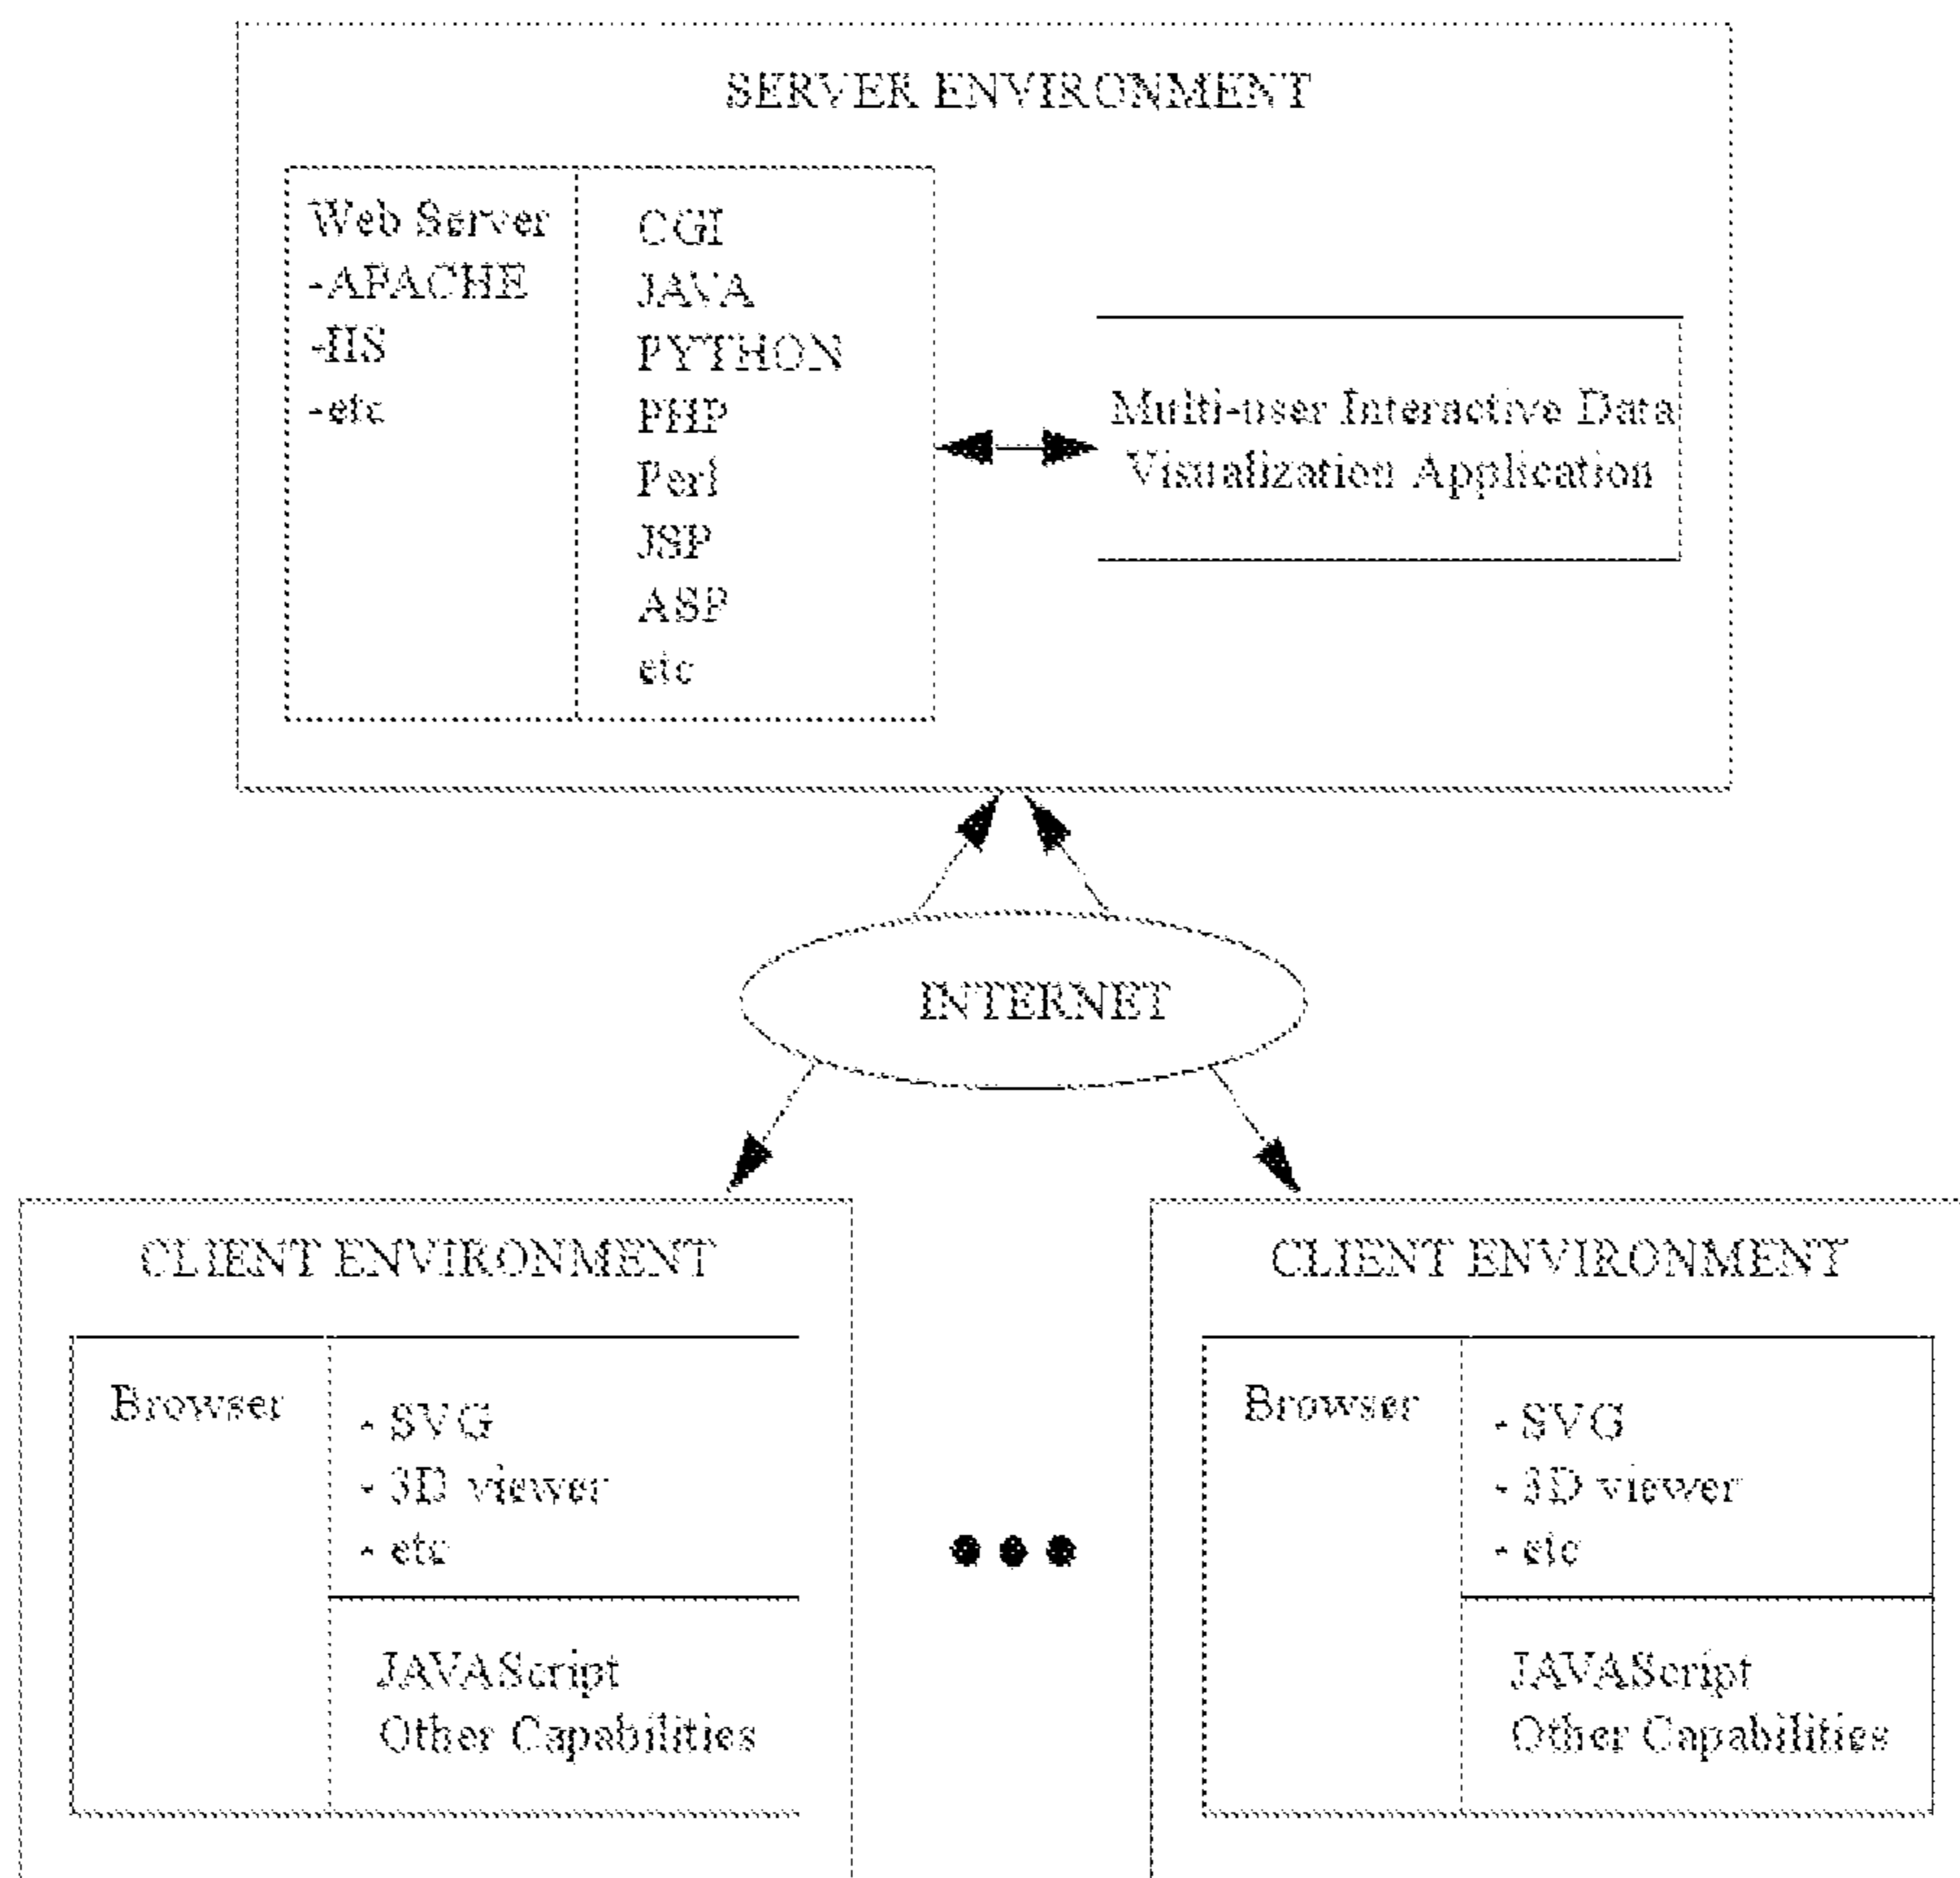 SERVER ENVIRONMENT
Web Server
-APACHE
-IIS
-etc
CGI
JAVA
PYTHON
PHP
Perl
JSP
ASP
etc
Multi-user Interactive Data
Visualization Application
INTERNET
CLIENT ENVIRONMENT
Browser
- SVG
- 3D viewer
- etc
JAVAScript
Other Capabilities
CLIENT ENVIRONMENT
Browser
- SVG
- 3D viewer
- etc
JAVAScript
Other Capabilities